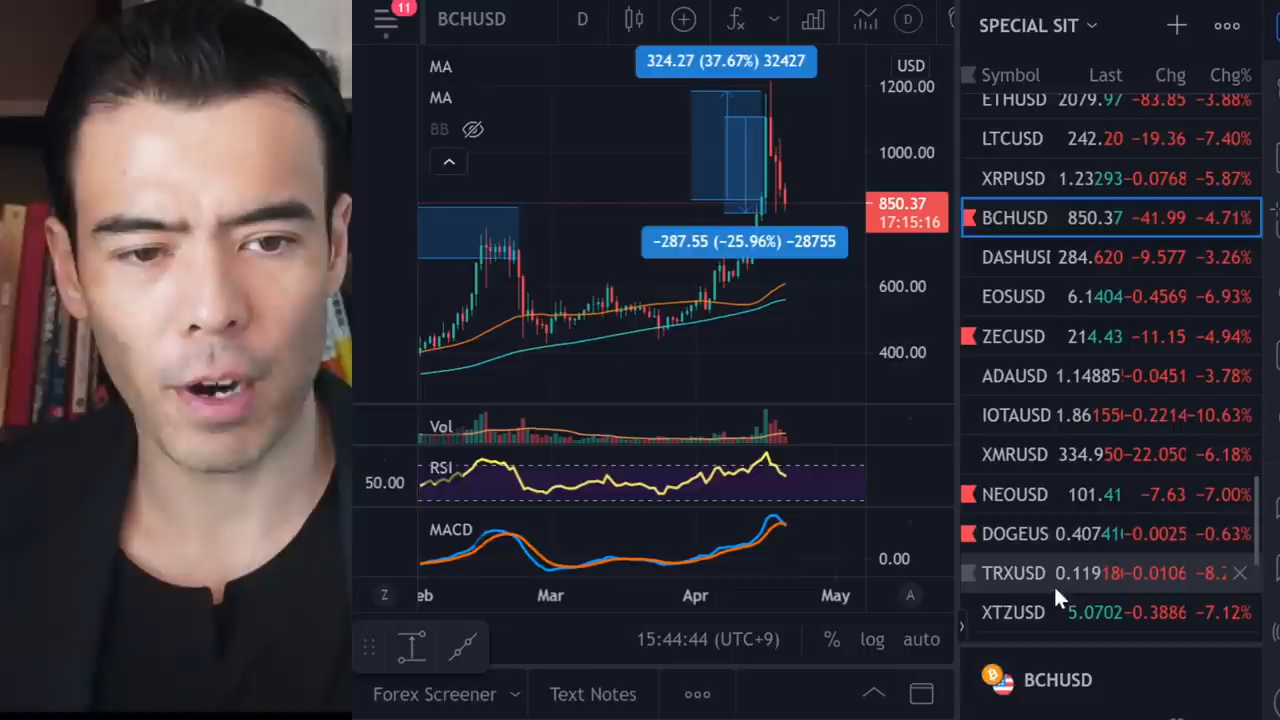 11
BCHUSD
D
D
MA
MA
BB
324.27 (37.67%) 32427
−287.55 (−25.96%) −28755
USD
1200.00
1000.00
850.37
17:15:16
600.00
400.00
Vol
RSI
50.00
MACD
0.00
Z
eb Mar Apr May
A
15:44:44 (UTC+9)
% log auto
Forex Screener
Text Notes
SPECIAL SIT
Symbol Last Chg Chg%
ETHUSD 2079.97 −83.85 −3.88%
LTCUSD 242.20 −19.36 −7.40%
XRPUSD 1.23293 −0.0768 −5.87%
BCHUSD 850.37 −41.99 −4.71%
DASHUSI 284.620 −9.577 −3.26%
EOSUSD 6.1404 −0.4569 −6.93%
ZECUSD 214.43 −11.15 −4.94%
ADAUSD 1.14885 −0.0451 −3.78%
IOTAUSD 1.86155 −0.2214 −10.63%
XMRUSD 334.950 −22.050 −6.18%
NEOUSD 101.41 −7.63 −7.00%
DOGEUS 0.40741 −0.0025 −0.63%
TRXUSD 0.11918 −0.0106 −8.2
XTZUSD 5.0702 −0.3886 −7.12%
BCHUSD